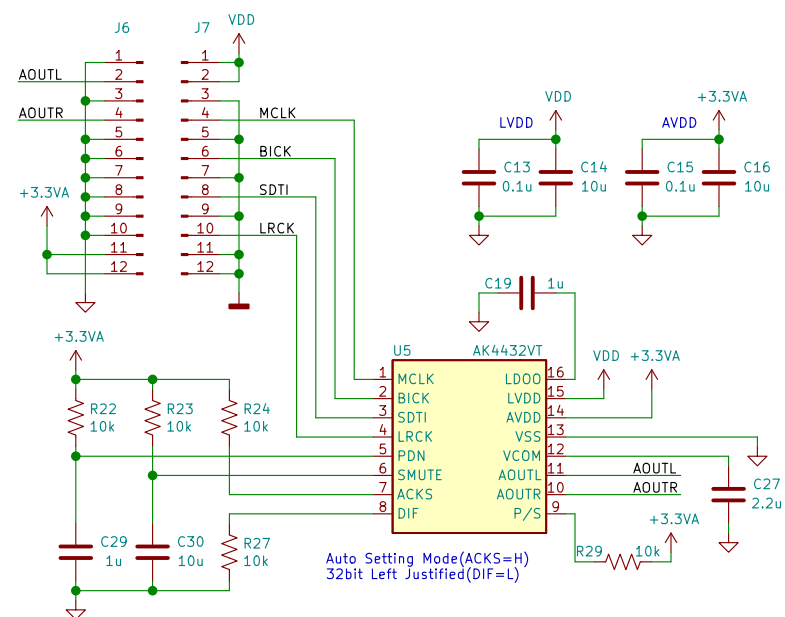 J6
J7
VDD
1
2
3
4
5
6
7
8
9
10
11
12
1
2
3
4
5
6
7
8
9
10
11
12
AOUTL
AOUTR
+3.3VA
MCLK
BICK
SDTI
LRCK
VDD
LVDD
C13
0.1u
C14
10u
+3.3VA
AVDD
C15
0.1u
C16
10u
C19
1u
U5
AK4432VT
1
MCLK
2
BICK
3
SDTI
4
LRCK
5
PDN
6
SMUTE
7
ACKS
8
DIF
LDOO
16
LVDD
15
AVDD
14
VSS
13
VCOM
12
AOUTL
11
AOUTR
10
P/S
9
VDD
+3.3VA
AOUTL
AOUTR
C27
2.2u
+3.3VA
R29
10k
+3.3VA
R22
10k
R23
10k
R24
10k
C29
1u
C30
10u
R27
10k
Auto Setting Mode(ACKS=H)
32bit Left Justified(DIF=L)